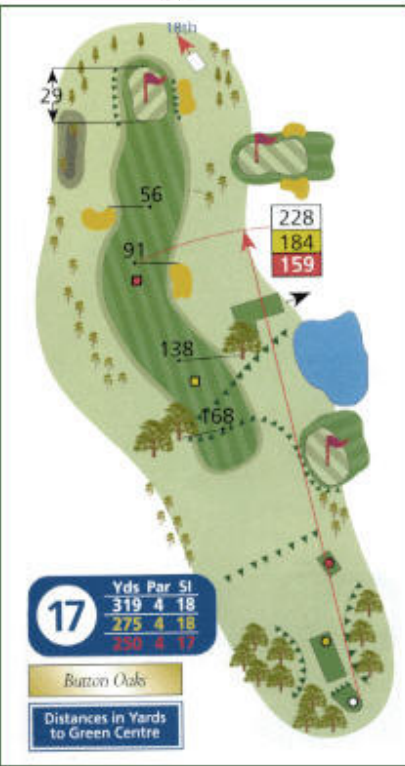 18th
29
56
91
228
184
159
138
168
17
Yds Par SI
319 4 18
275 4 18
250 4 17
Button Oaks
Distances in Yards
to Green Centre